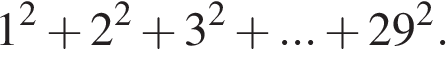 1² + 2² + 3² + ... + 29².